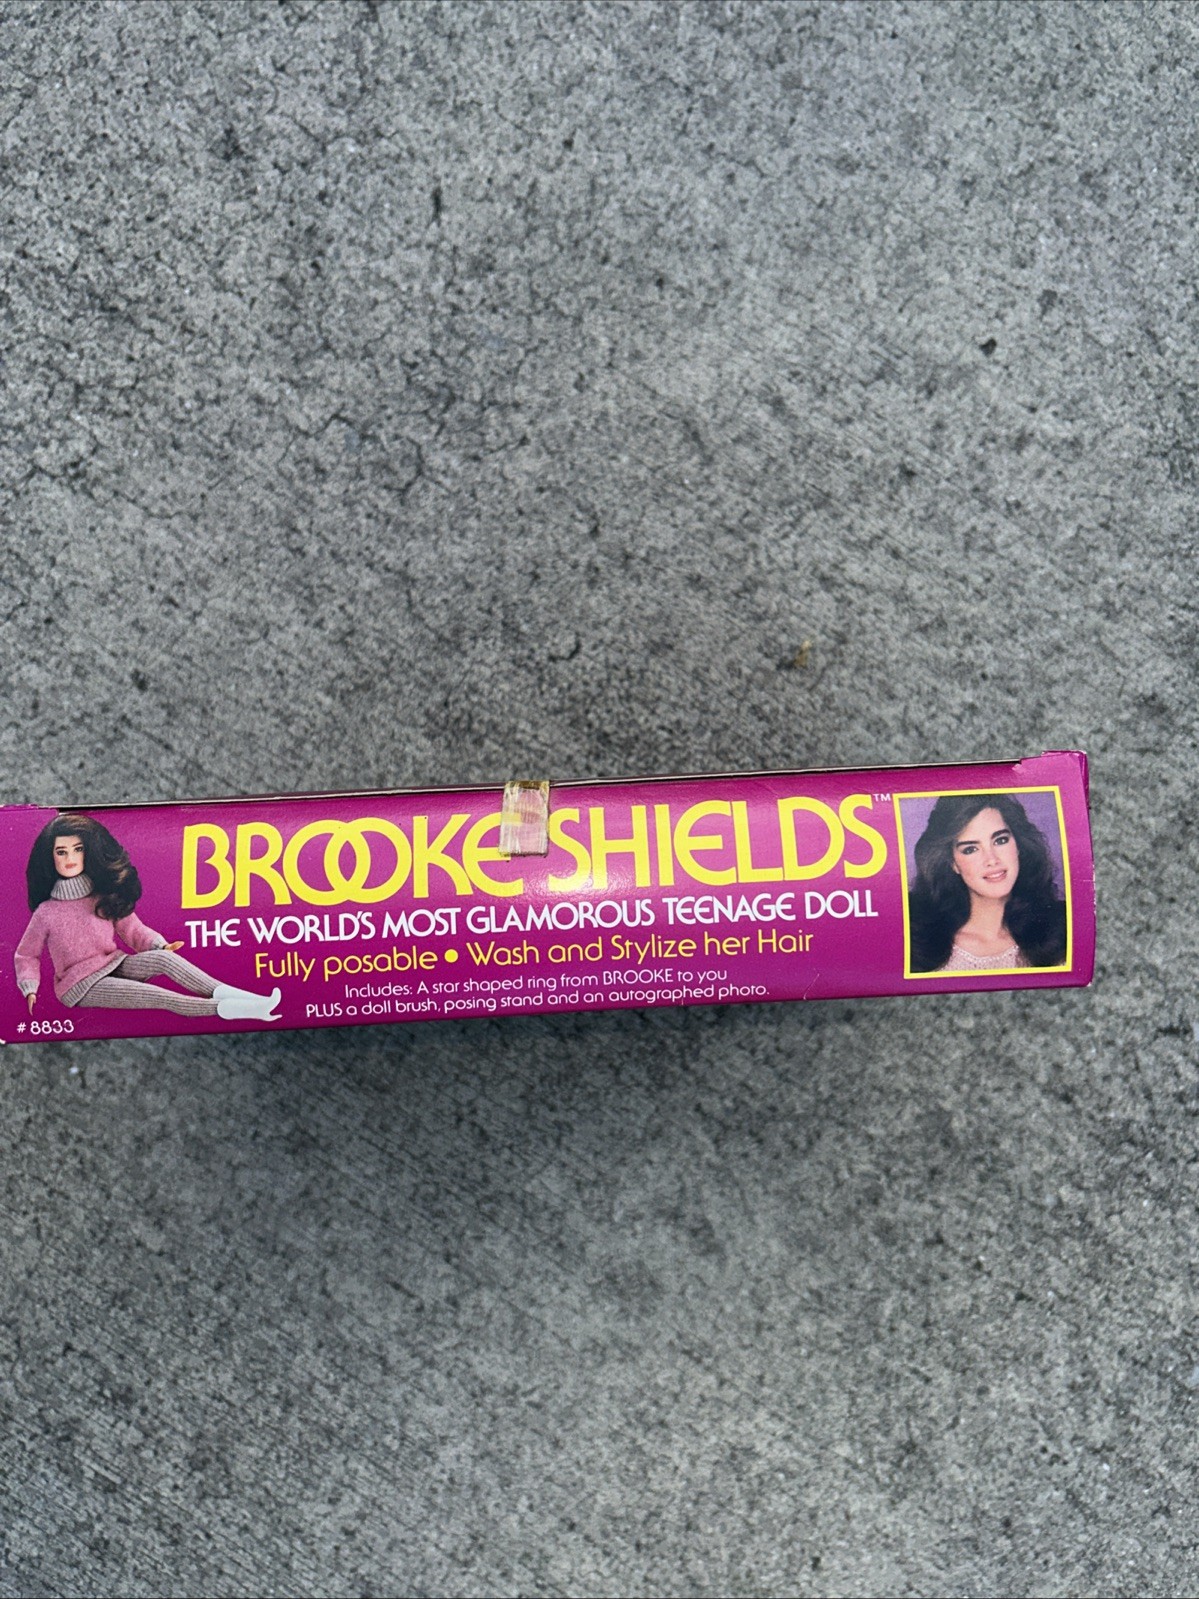 BROOKE SHIELDS™
THE WORLD'S MOST GLAMOROUS TEENAGE DOLL
Fully posable • Wash and Stylize her Hair
Includes: A star shaped ring from BROOKE to you
PLUS a doll brush, posing stand and an autographed photo.
# 8833